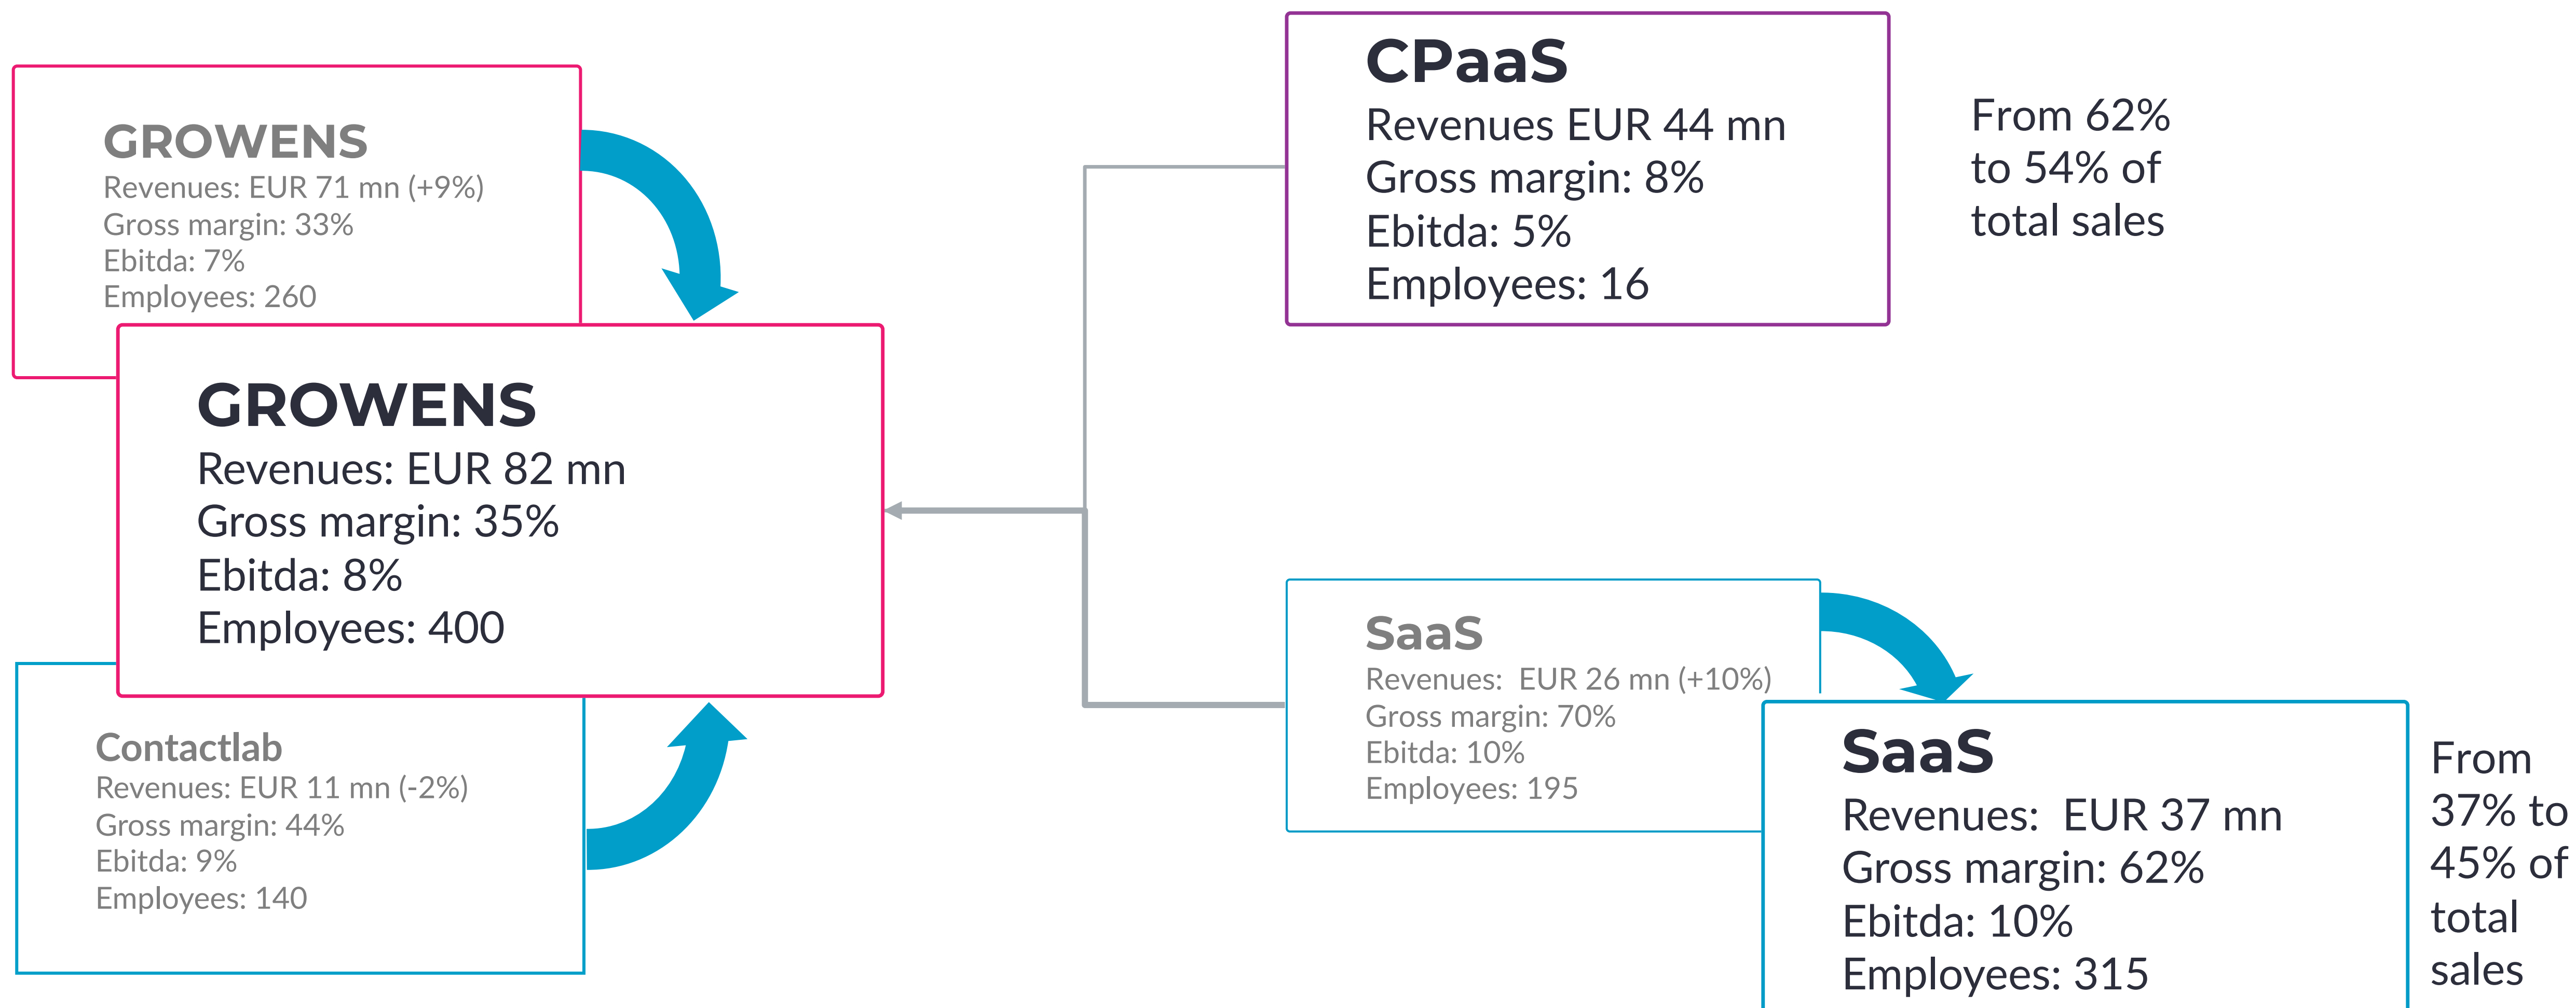 GROWENS
Revenues: EUR 71 mn (+9%)
Gross margin: 33%
Ebitda: 7%
Employees: 260
GROWENS
Revenues: EUR 82 mn
Gross margin: 35%
Ebitda: 8%
Employees: 400
Contactlab
Revenues: EUR 11 mn (-2%)
Gross margin: 44%
Ebitda: 9%
Employees: 140
CPaaS
Revenues EUR 44 mn
Gross margin: 8%
Ebitda: 5%
Employees: 16
From 62%
to 54% of
total sales
SaaS
Revenues:  EUR 26 mn (+10%)
Gross margin: 70%
Ebitda: 10%
Employees: 195
SaaS
Revenues:  EUR 37 mn
Gross margin: 62%
Ebitda: 10%
Employees: 315
From
37% to
45% of
total
sales